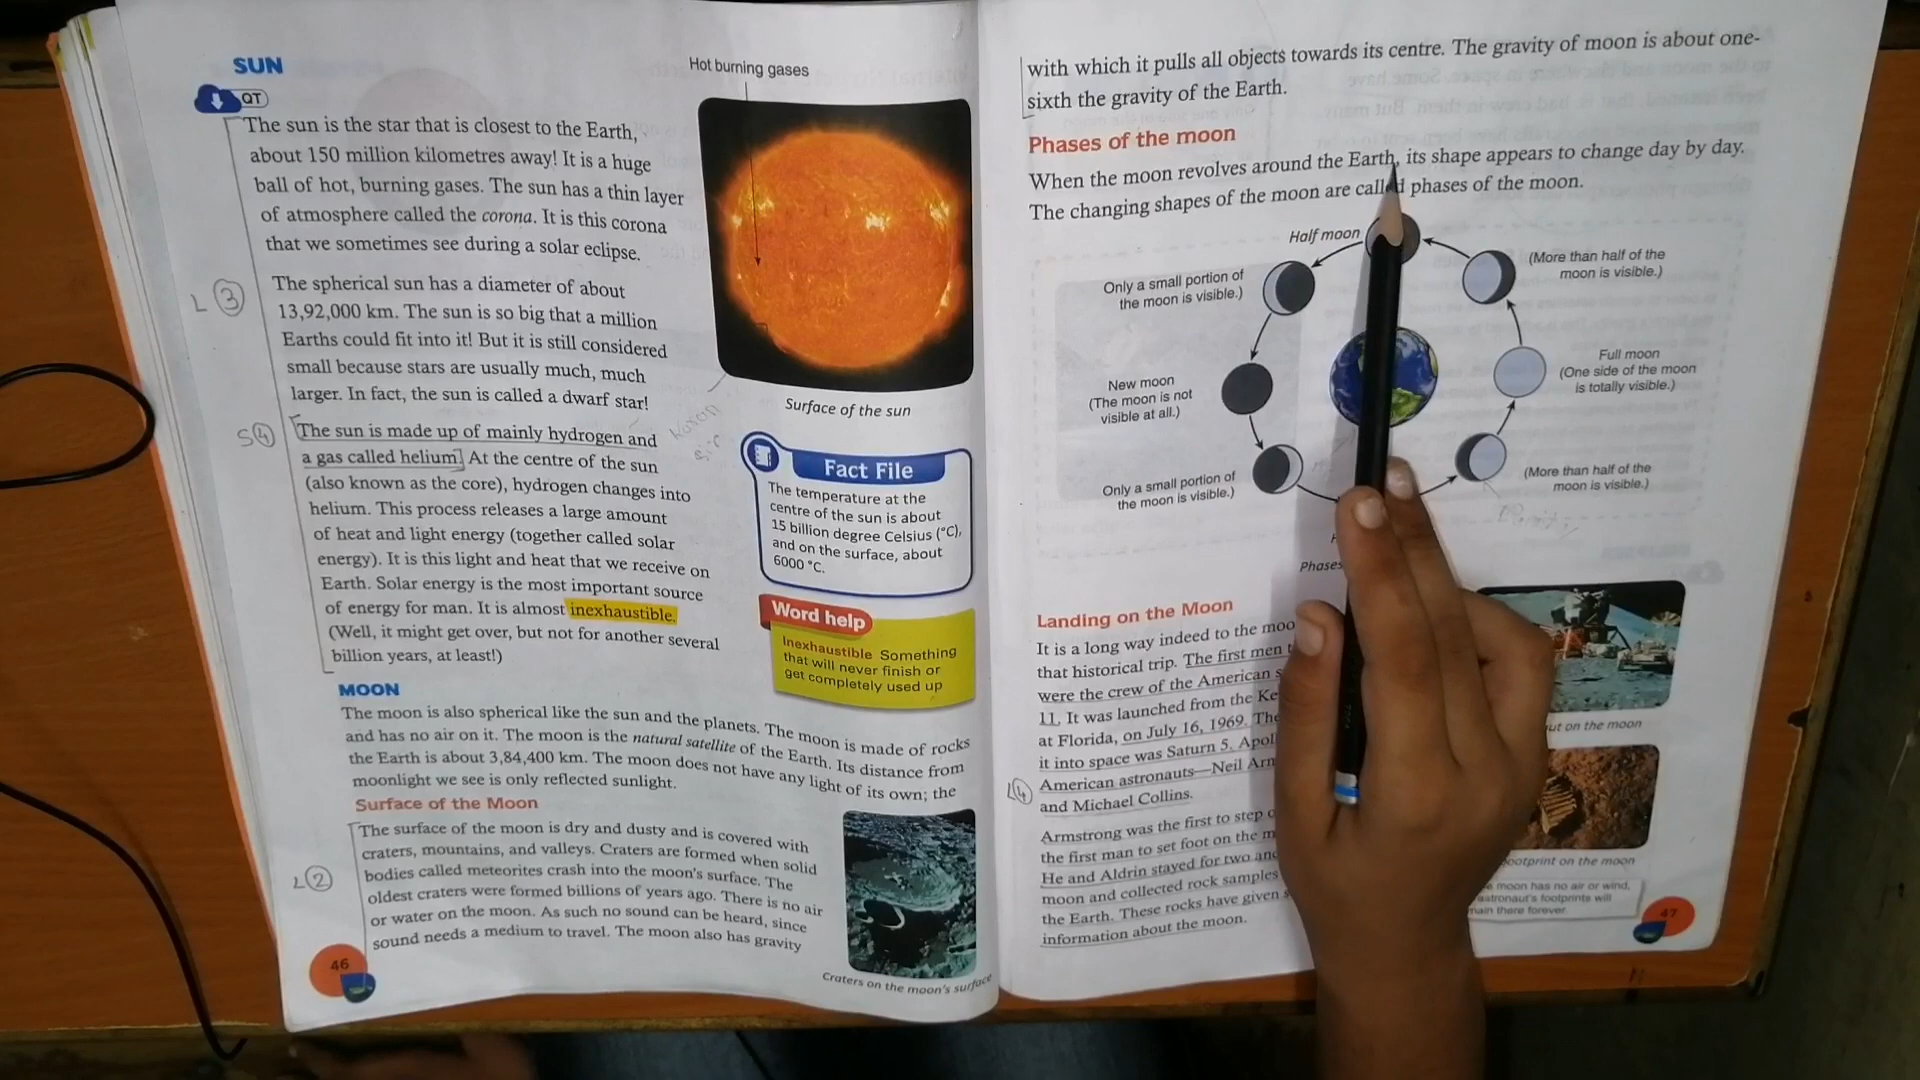 SUN
QT
The sun is the star that is closest to the Earth,
about 150 million kilometres away! It is a huge
ball of hot, burning gases. The sun has a thin layer
of atmosphere called the corona. It is this corona
that we sometimes see during a solar eclipse.
L 3
The spherical sun has a diameter of about
13,92,000 km. The sun is so big that a million
Earths could fit into it! But it is still considered
small because stars are usually much, much
larger. In fact, the sun is called a dwarf star!
S 4
The sun is made up of mainly hydrogen and
a gas called helium. At the centre of the sun
(also known as the core), hydrogen changes into
helium. This process releases a large amount
of heat and light energy (together called solar
energy). It is this light and heat that we receive on
Earth. Solar energy is the most important source
of energy for man. It is almost inexhaustible.
(Well, it might get over, but not for another several
billion years, at least!)
Hot burning gases
Surface of the sun
Fact File
The temperature at the
centre of the sun is about
15 billion degree Celsius (°C),
and on the surface, about
6000 °C.
Word help
Inexhaustible Something
that will never finish or
get completely used up
MOON
The moon is also spherical like the sun and the planets. The moon is made of rocks
and has no air on it. The moon is the natural satellite of the Earth. Its distance from
the Earth is about 3,84,400 km. The moon does not have any light of its own; the
moonlight we see is only reflected sunlight.
Surface of the Moon
The surface of the moon is dry and dusty and is covered with
craters, mountains, and valleys. Craters are formed when solid
bodies called meteorites crash into the moon's surface. The
L 2
oldest craters were formed billions of years ago. There is no air
or water on the moon. As such no sound can be heard, since
sound needs a medium to travel. The moon also has gravity
Craters on the moon's surface
46
with which it pulls all objects towards its centre. The gravity of moon is about one-
sixth the gravity of the Earth.
Phases of the moon
When the moon revolves around the Earth, its shape appears to change day by day.
The changing shapes of the moon are called phases of the moon.
Half moon
(More than half of the
moon is visible.)
Only a small portion of
the moon is visible.)
Full moon
(One side of the moon
is totally visible.)
New moon
(The moon is not
visible at all.)
(More than half of the
moon is visible.)
Only a small portion of
the moon is visible.)
Phases
Landing on the Moon
It is a long way indeed to the
that historical trip. The first men
were the crew of the American
11. It was launched from the
at Florida, on July 16, 1969.
it into space was Saturn 5.
American astronauts—Neil
L 4
and Michael Collins.
Armstrong was the first to step
the first man to set foot on the
He and Aldrin stayed for two
moon and collected rock samples
the Earth. These rocks have given
information about the moon.
on the moon
on the moon
moon has no air or wind,
astronaut's footprints will
there forever
47